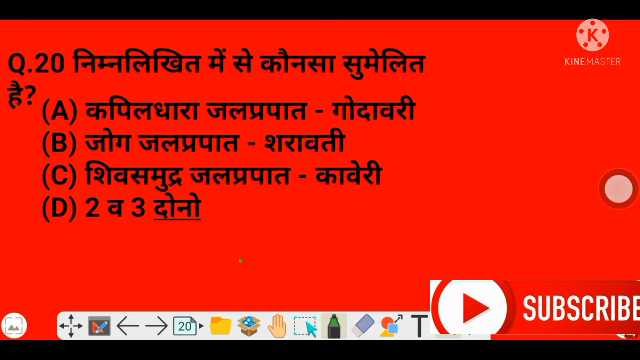 Q.20 निम्नलिखित में से कौनसा सुमेलित
है?
(A) कपिलधारा जलप्रपात - गोदावरी
(B) जोग जलप्रपात - शरावती
(C) शिवसमुद्र जलप्रपात - कावेरी
(D) 2 व 3 दोनो
K
KINEMASTER
20
T
SUBSCRIBE